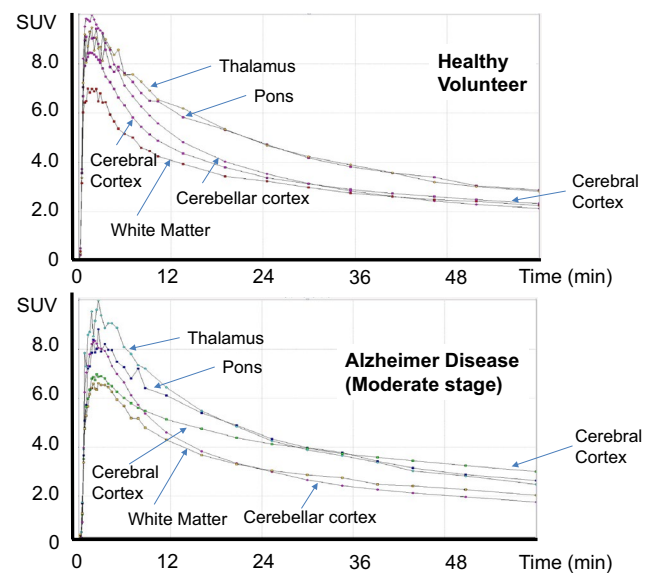 SUV
8.0
6.0
4.0
2.0
0
Healthy
Volunteer
Thalamus
Pons
Cerebral
Cortex
Cerebellar cortex
White Matter
Cerebral
Cortex
0
12
24
36
48
Time (min)
SUV
8.0
6.0
4.0
2.0
0
Alzheimer Disease
(Moderate stage)
Thalamus
Pons
Cerebral
Cortex
Cerebral
Cortex
White Matter
Cerebellar cortex
0
12
24
36
48
Time (min)